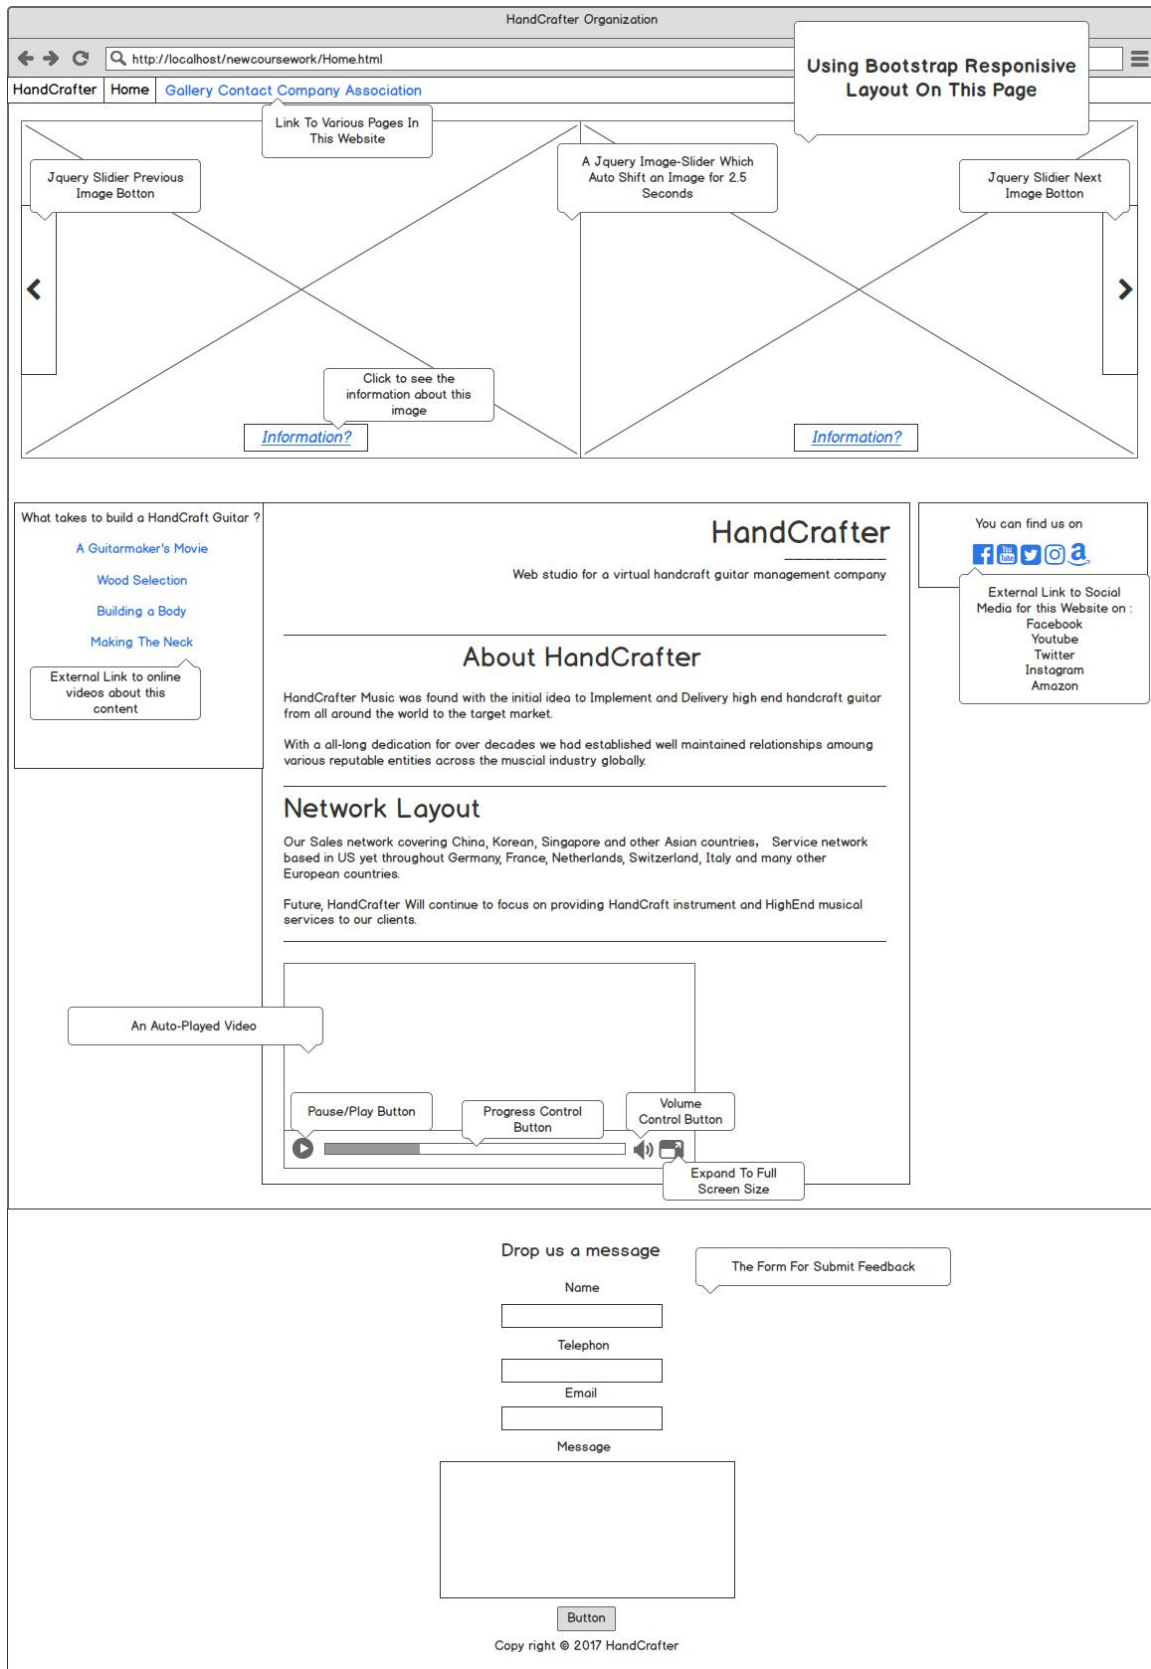 HandCrafter Organization
http://localhost/newcoursework/Home.html
Using Bootstrap Responisive
Layout On This Page
HandCrafter Home Gallery Contact Company Association
Link To Various Pages In
This Website
Jquery Slidier Previous
Image Botton
A Jquery Image-Slider Which
Auto Shift an Image for 2.5
Seconds
Jquery Slidier Next
Image Botton
Click to see the
information about this
image
Information?
Information?
What takes to build a HandCraft Guitar ?
A Guitarmaker's Movie
Wood Selection
Building a Body
Making The Neck
External Link to online
videos about this
content
HandCrafter
Web studio for a virtual handcraft guitar management company
About HandCrafter
HandCrafter Music was found with the initial idea to Implement and Delivery high end handcraft guitar
from all around the world to the target market.
With a all-long dedication for over decades we had established well maintained relationships amoung
various reputable entities across the muscial industry globally.
Network Layout
Our Sales network covering China, Korean, Singapore and other Asian countries， Service network
based in US yet throughout Germany, France, Netherlands, Switzerland, Italy and many other
European countries.
Future, HandCrafter Will continue to focus on providing HandCraft instrument and HighEnd musical
services to our clients.
You can find us on
You Tube
External Link to Social
Media for this Website on :
Facebook
Youtube
Twitter
Instagram
Amazon
An Auto-Played Video
Pause/Play Button
Progress Control
Button
Volume
Control Button
Expand To Full
Screen Size
Drop us a message
The Form For Submit Feedback
Name
Telephon
Email
Message
Button
Copy right © 2017 HandCrafter